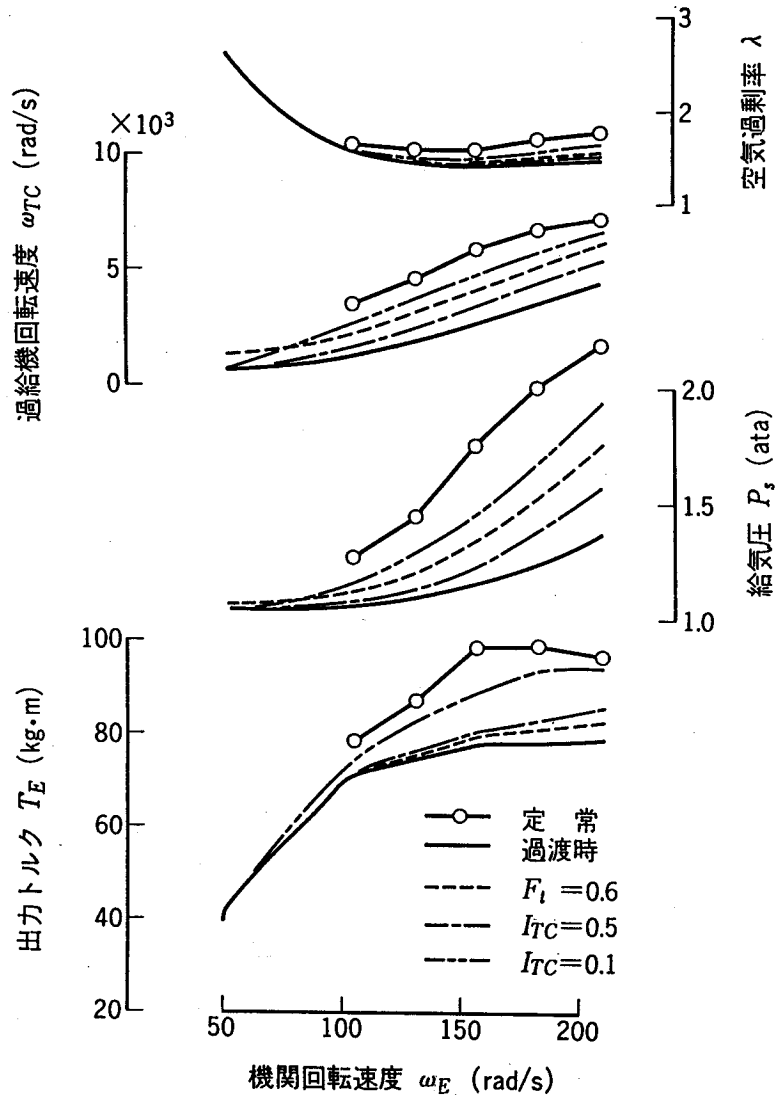 3
2
1
空気過剰率 λ
×10³
10
5
0
過給機回転速度 ω_TC (rad/s)
2.0
1.5
1.0
給気圧 P_s (ata)
100
80
60
40
20
出力トルク T_E (kg·m)
定 常
過渡時
F_t =0.6
I_TC=0.5
I_TC=0.1
50 100 150 200
機関回転速度 ω_E (rad/s)